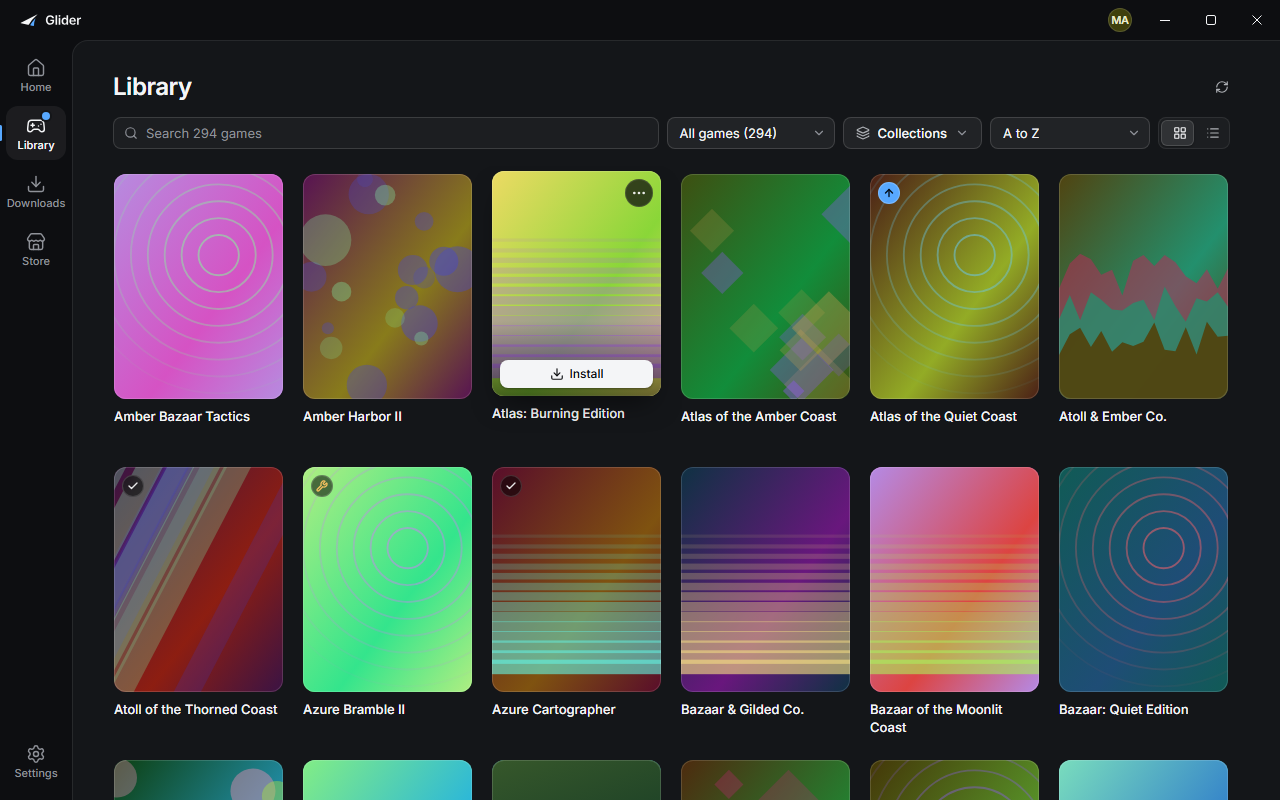 Glider
MA
Home
Library
Downloads
Store
Settings
Library
Search 294 games
All games (294)
Collections
A to Z
Install
Amber Bazaar Tactics
Amber Harbor II
Atlas: Burning Edition
Atlas of the Amber Coast
Atlas of the Quiet Coast
Atoll & Ember Co.
Atoll of the Thorned Coast
Azure Bramble II
Azure Cartographer
Bazaar & Gilded Co.
Bazaar of the Moonlit
Coast
Bazaar: Quiet Edition